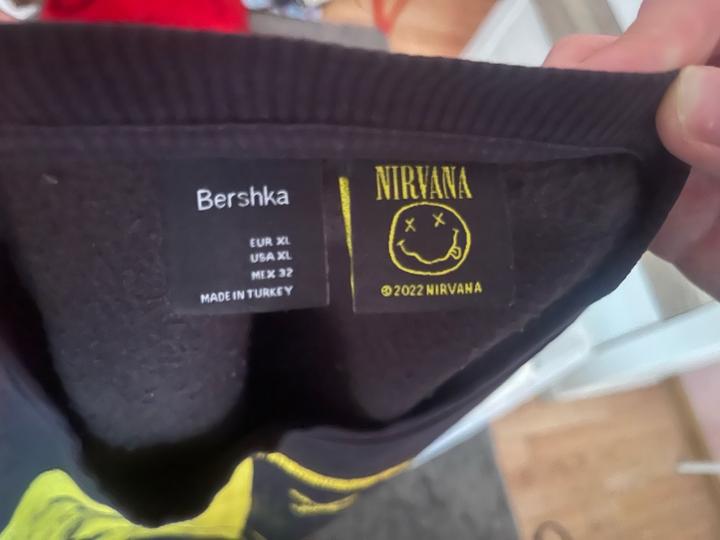 Bershka
EUR XL
USA XL
MEX 32
MADE IN TURKEY
NIRVANA
©2022 NIRVANA